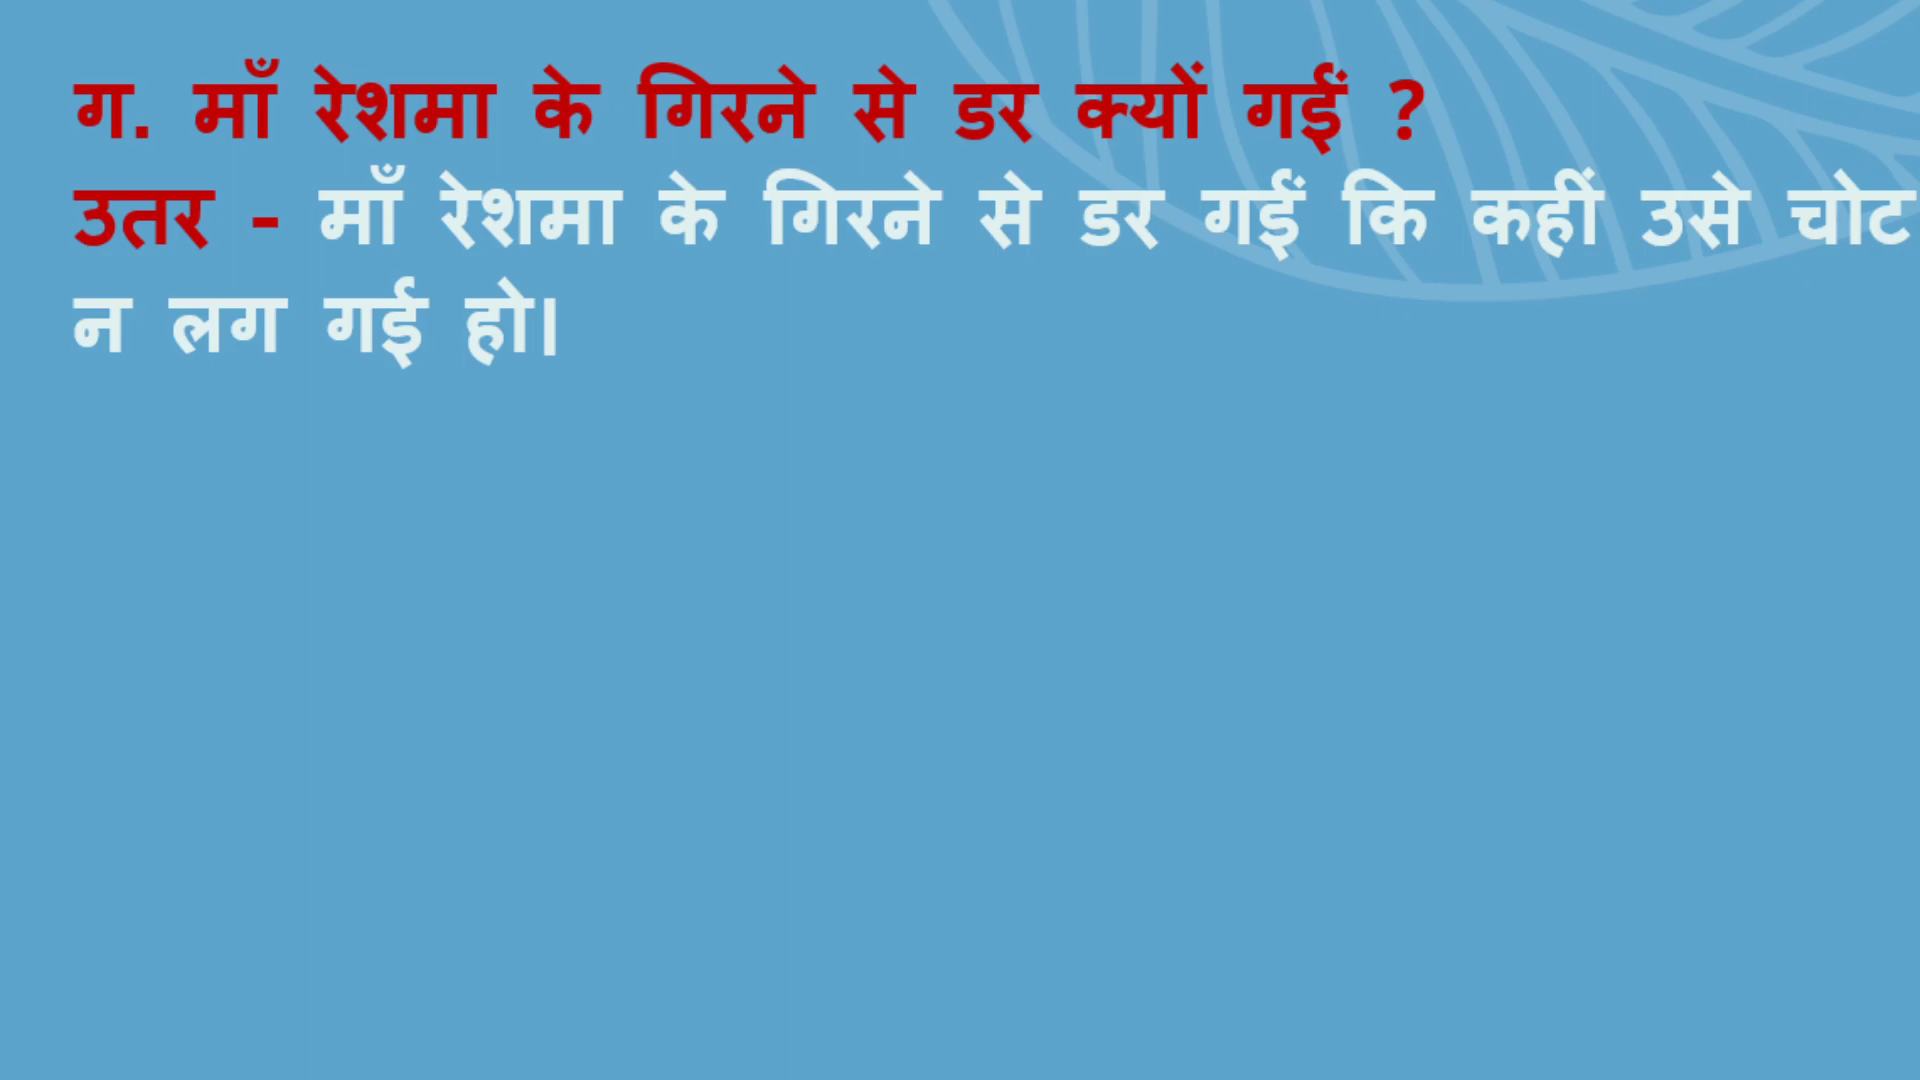 ग. माँ रेशमा के गिरने से डर क्यों गईं ?
उतर - माँ रेशमा के गिरने से डर गईं कि कहीं उसे चोट
न लग गई हो।